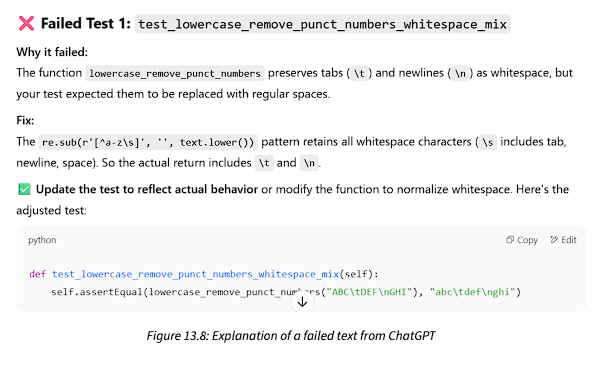 ❌ Failed Test 1: test_lowercase_remove_punct_numbers_whitespace_mix
Why it failed:
The function lowercase_remove_punct_numbers preserves tabs ( \t ) and newlines ( \n ) as whitespace, but
your test expected them to be replaced with regular spaces.
Fix:
The re.sub(r'[^a-z\s]', '', text.lower()) pattern retains all whitespace characters ( \s includes tab,
newline, space). So the actual return includes \t and \n .
✅ Update the test to reflect actual behavior or modify the function to normalize whitespace. Here's the
adjusted test:
python Copy Edit
def test_lowercase_remove_punct_numbers_whitespace_mix(self):
self.assertEqual(lowercase_remove_punct_numbers("ABC\tDEF\nGHI"), "abc\tdef\nghi")
Figure 13.8: Explanation of a failed text from ChatGPT